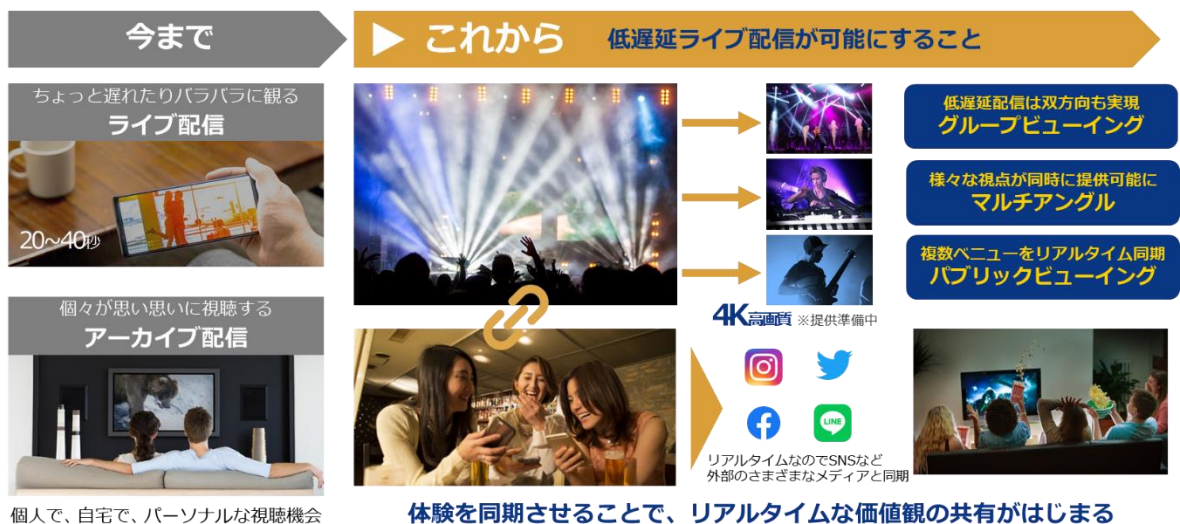 今まで
これから 低遅延ライブ配信が可能にすること
ちょっと遅れたりバラバラに観る
ライブ配信
20〜40秒
個々が思い思いに視聴する
アーカイブ配信
個人で、自宅で、パーソナルな視聴機会
低遅延配信は双方向も実現
グループビューイング
様々な視点が同時に提供可能に
マルチアングル
複数ベニューをリアルタイム同期
パブリックビューイング
4K高画質 ※提供準備中
LINE
リアルタイムなのでSNSなど
外部のさまざまなメディアと同期
体験を同期させることで、リアルタイムな価値観の共有がはじまる